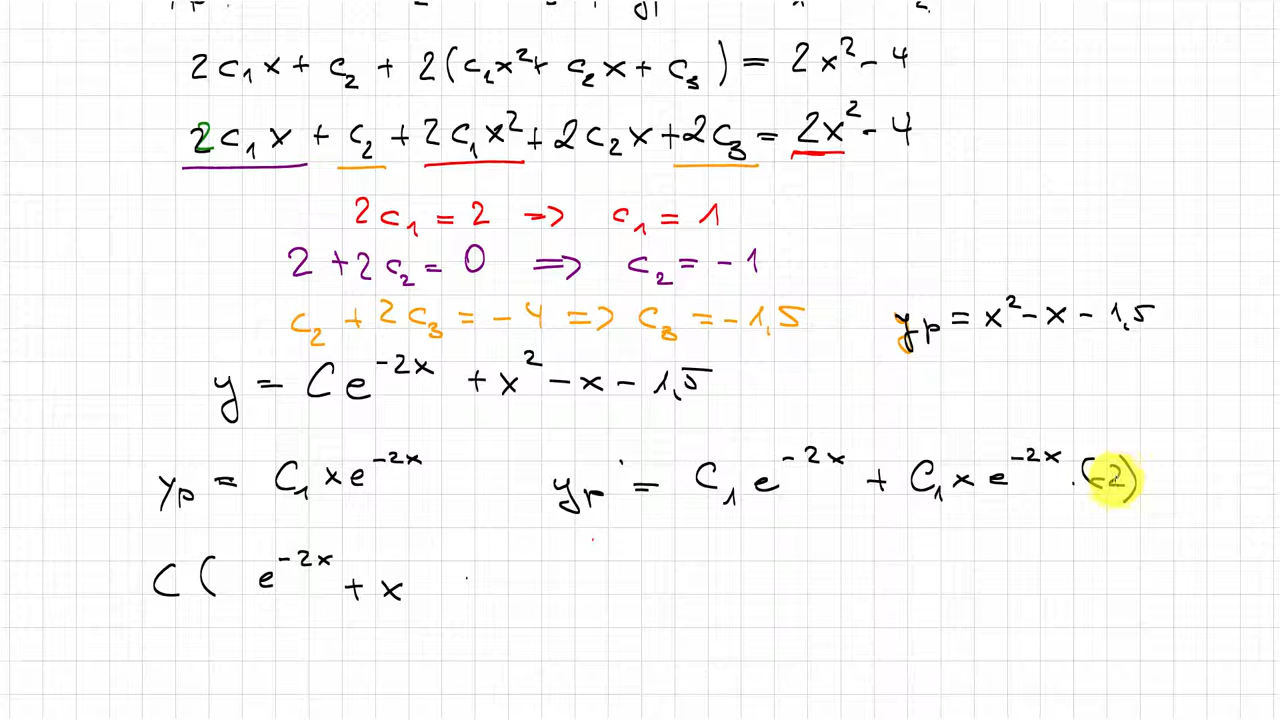 2c₁x + c₂ + 2(c₁x² + c₂x + c₃) = 2x² - 4
2c₁x + c₂ + 2c₁x² + 2c₂x + 2c₃ = 2x² - 4
2c₁ = 2 => c₁ = 1
2 + 2c₂ = 0 => c₂ = -1
c₂ + 2c₃ = -4 => c₃ = -1,5
yp = x² - x - 1,5
y = Ce^(-2x) + x² - x - 1,5
yp = C₁xe^(-2x) yp' = C₁e^(-2x) + C₁xe^(-2x) · (-2)
C( e^(-2x) + x